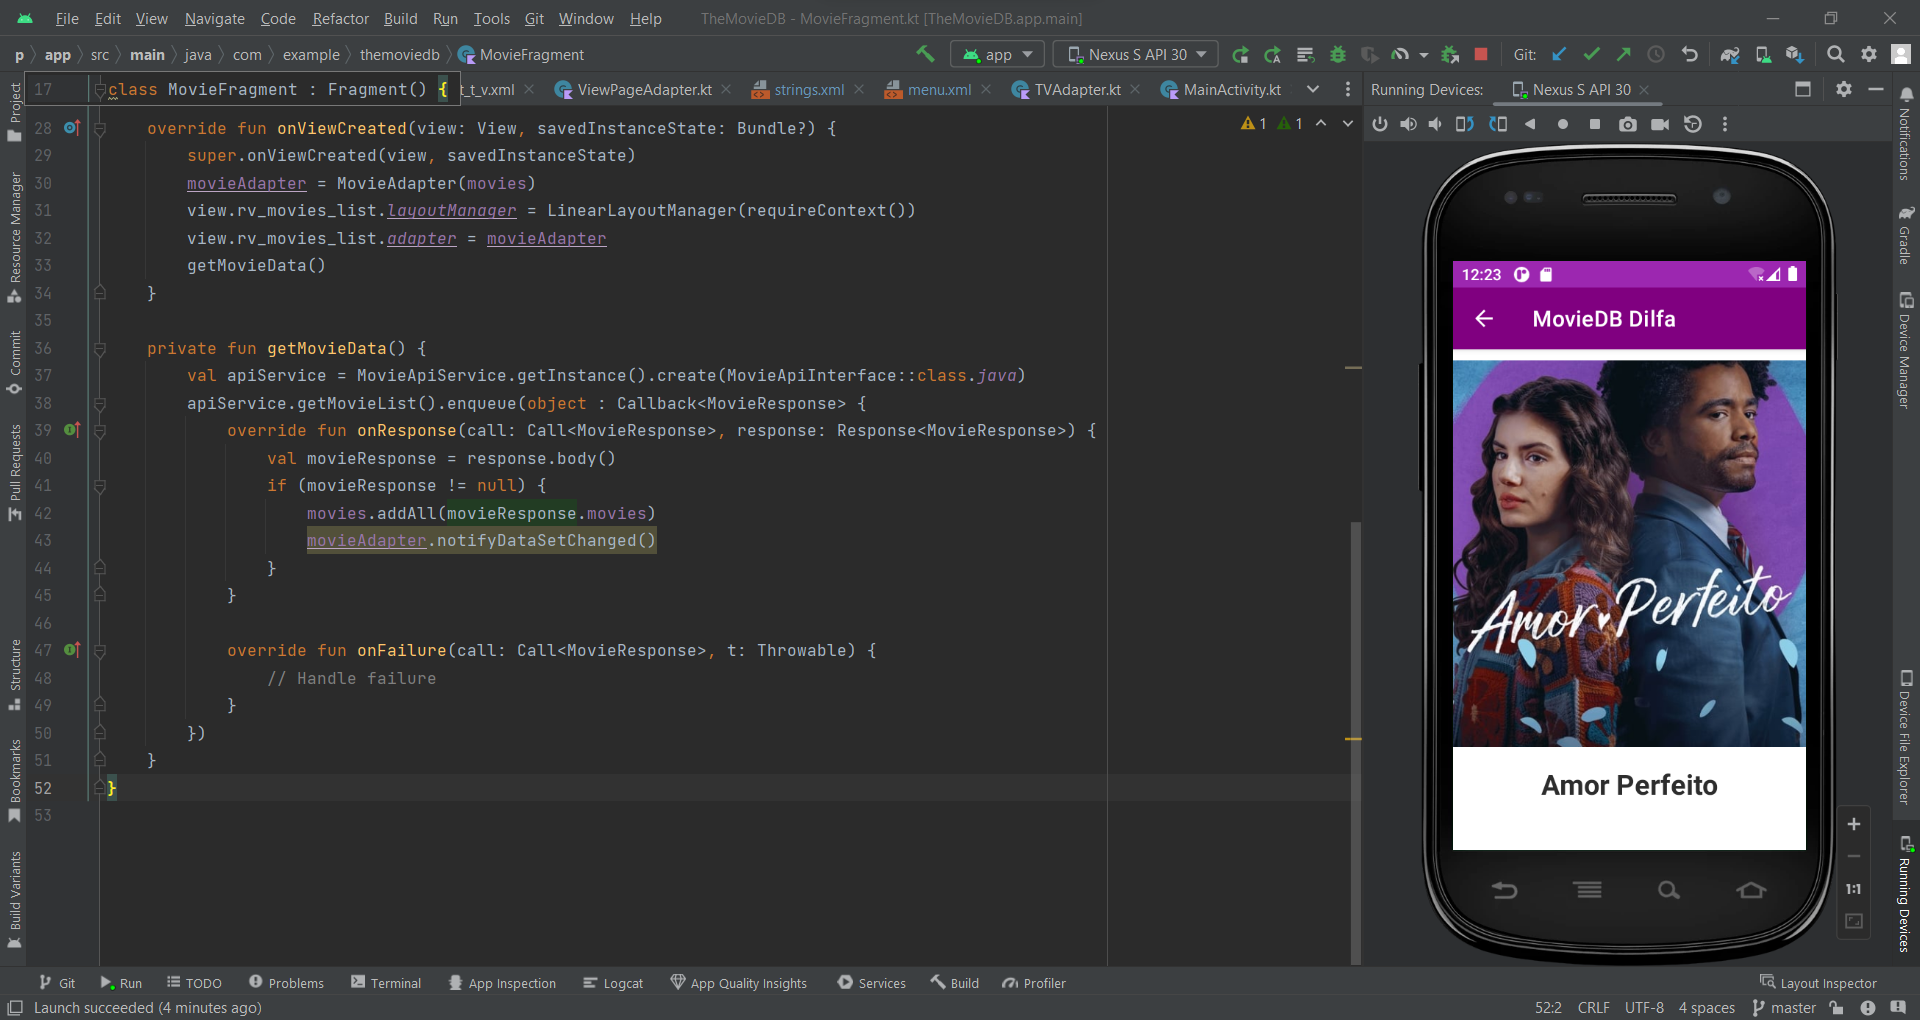 File Edit View Navigate Code Refactor Build Run Tools Git Window Help TheMovieDB - MovieFragment.kt [TheMovieDB.app.main]
p app src main java com example themoviedb MovieFragment app Nexus S API 30 Git:
17 class MovieFragment : Fragment() { t_t_v.xml ViewPageAdapter.kt strings.xml menu.xml TVAdapter.kt MainActivity.kt Running Devices: Nexus S API 30
1 1
28 override fun onViewCreated(view: View, savedInstanceState: Bundle?) {
29 super.onViewCreated(view, savedInstanceState)
30 movieAdapter = MovieAdapter(movies)
31 view.rv_movies_list.layoutManager = LinearLayoutManager(requireContext())
32 view.rv_movies_list.adapter = movieAdapter
33 getMovieData()
34 }
35
36 private fun getMovieData() {
37 val apiService = MovieApiService.getInstance().create(MovieApiInterface::class.java)
38 apiService.getMovieList().enqueue(object : Callback<MovieResponse> {
39 override fun onResponse(call: Call<MovieResponse>, response: Response<MovieResponse>) {
40 val movieResponse = response.body()
41 if (movieResponse != null) {
42 movies.addAll(movieResponse.movies)
43 movieAdapter.notifyDataSetChanged()
44 }
45 }
46
47 override fun onFailure(call: Call<MovieResponse>, t: Throwable) {
48 // Handle failure
49 }
50 })
51 }
52 }
53
Project
Resource Manager
Commit
Pull Requests
Structure
Bookmarks
Build Variants
12:23
MovieDB Dilfa
Amor Perfeito
Amor Perfeito
1:1
Notifications
Gradle
Device Manager
Device File Explorer
Running Devices
Git Run TODO Problems Terminal App Inspection Logcat App Quality Insights Services Build Profiler Layout Inspector
Launch succeeded (4 minutes ago) 52:2 CRLF UTF-8 4 spaces master